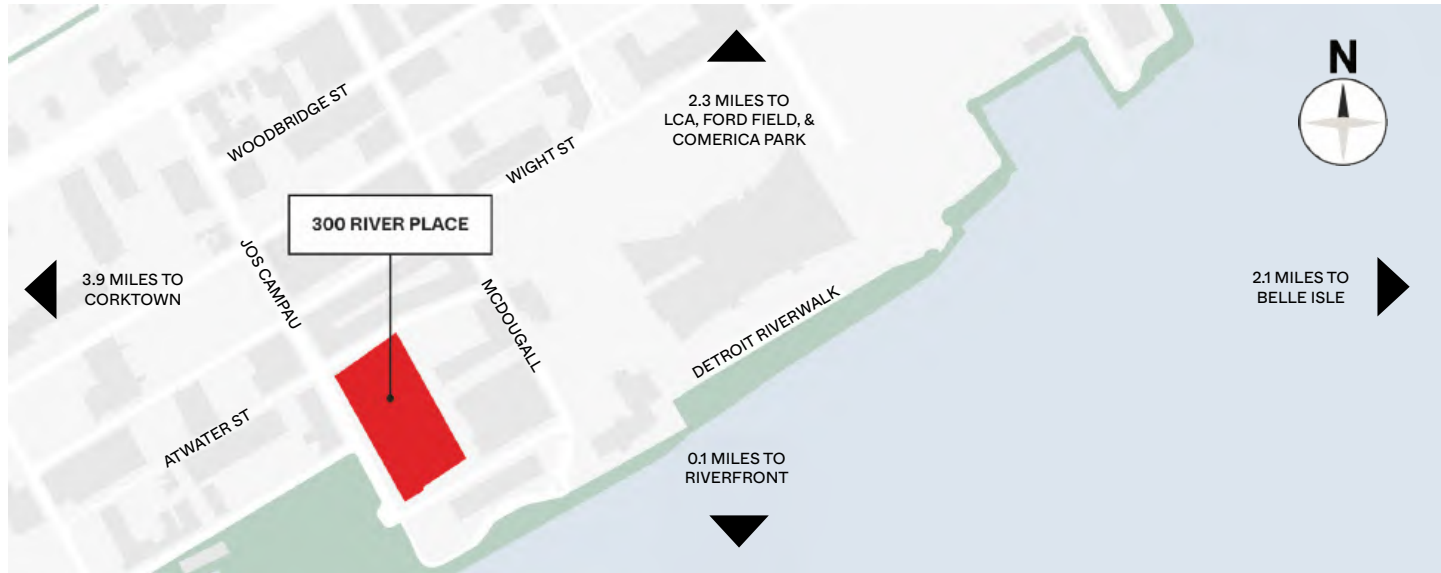 N
2.3 MILES TO
LCA, FORD FIELD, &
COMERICA PARK
WOODBRIDGE ST
WIGHT ST
300 RIVER PLACE
JOS CAMPAU
3.9 MILES TO
CORKTOWN
MCDOUGALL
2.1 MILES TO
BELLE ISLE
DETROIT RIVERWALK
ATWATER ST
0.1 MILES TO
RIVERFRONT